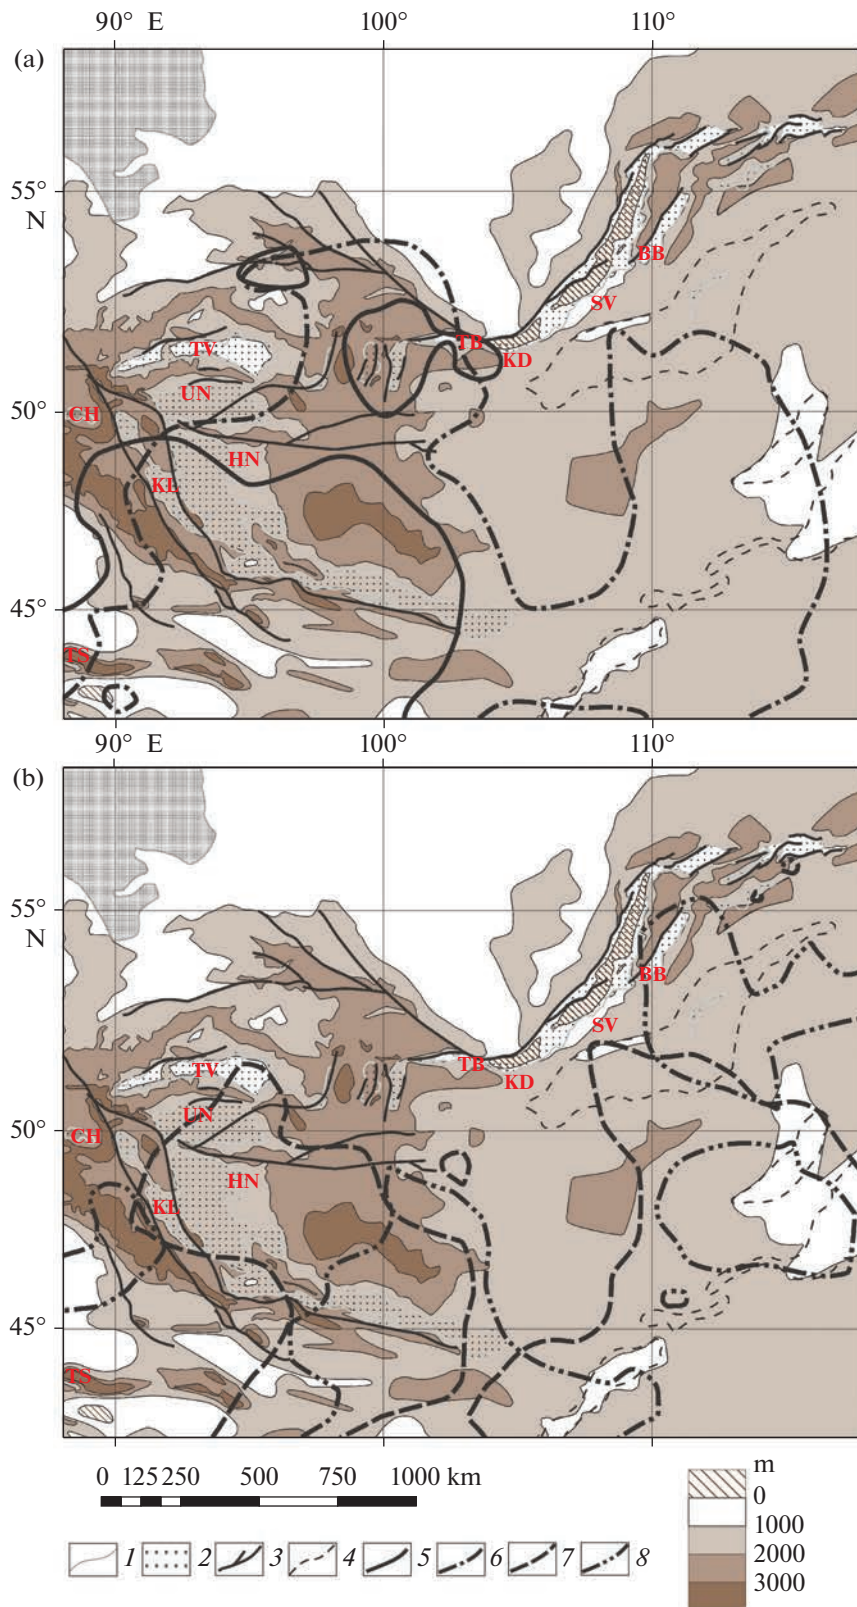 90° E 100° 110°
(a)
55°
N
BB
SV
TB
KD
TV
UN
50°
CH
HN
KL
45°
TS
90° E 100° 110°
(b)
55°
N
BB
SV
TB
KD
TV
UN
50°
CH
HN
KL
45°
TS
0 125 250 500 750 1000 km
m
0
1000
2000
3000
1 2 3 4 5 6 7 8